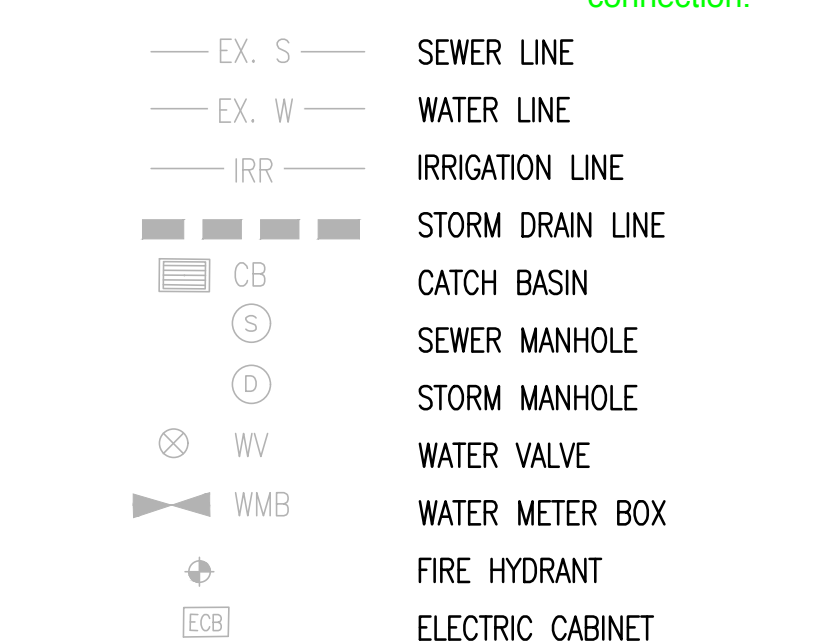 connection.
EX. S SEWER LINE
EX. W WATER LINE
IRR IRRIGATION LINE
STORM DRAIN LINE
CB CATCH BASIN
S SEWER MANHOLE
D STORM MANHOLE
WV WATER VALVE
WMB WATER METER BOX
FIRE HYDRANT
ECB ELECTRIC CABINET